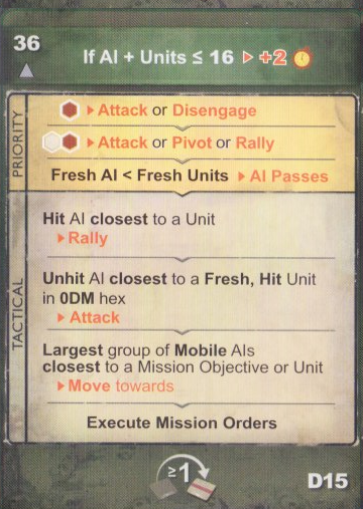 36
If AI + Units ≤ 16 ▶ +2
PRIORITY
▶ Attack or Disengage
▶ Attack or Pivot or Rally
Fresh AI < Fresh Units ▶ AI Passes
TACTICAL
Hit AI closest to a Unit
▶ Rally
Unhit AI closest to a Fresh, Hit Unit
in 0DM hex
▶ Attack
Largest group of Mobile AIs
closest to a Mission Objective or Unit
▶ Move towards
Execute Mission Orders
≥1
D15